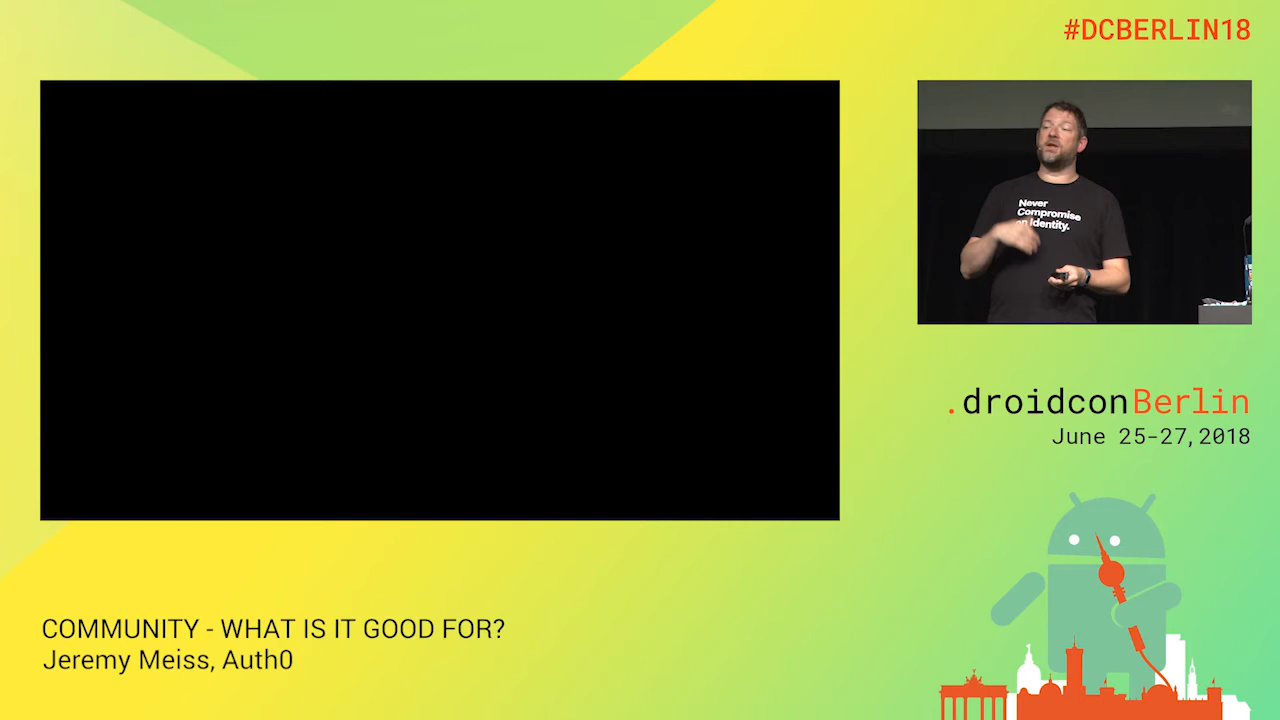 #DCBERLIN18
Never
Compromise
on Identity.
.droidconBerlin
June 25-27, 2018
COMMUNITY - WHAT IS IT GOOD FOR?
Jeremy Meiss, Auth0